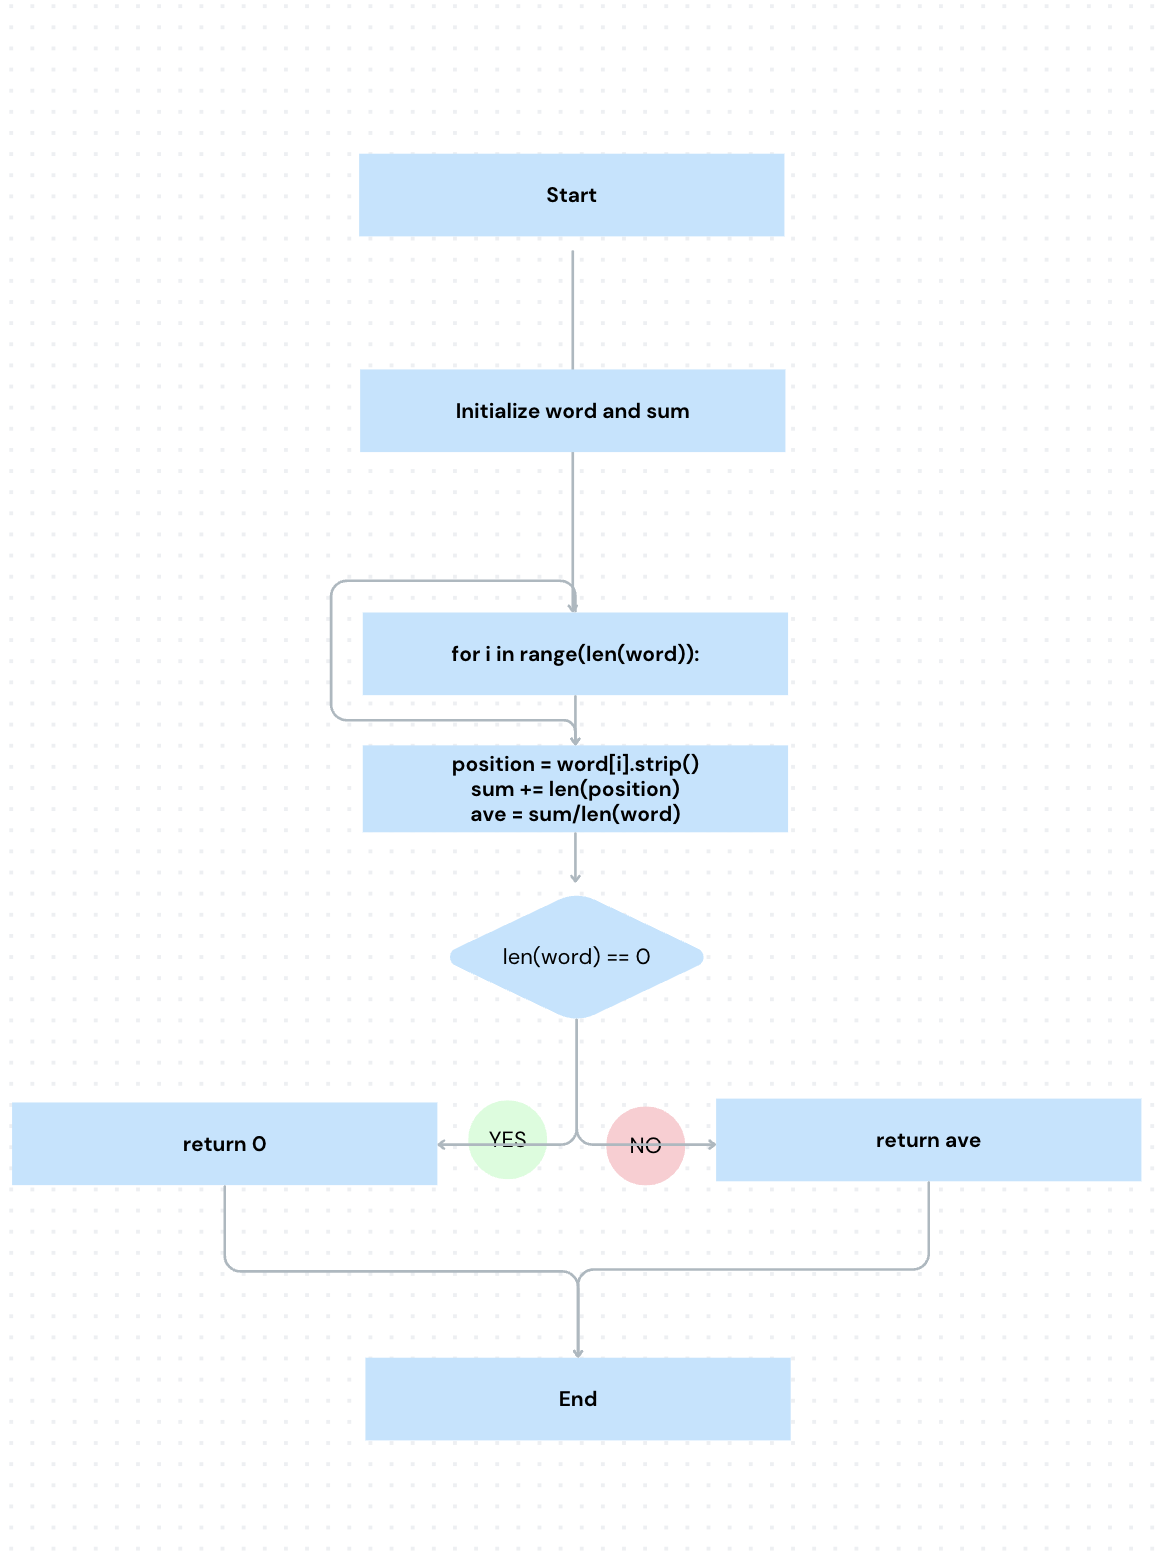 Start
Initialize word and sum
for i in range(len(word)):
position = word[i].strip()
sum += len(position)
ave = sum/len(word)
len(word) == 0
return 0
YES
NO
return ave
End